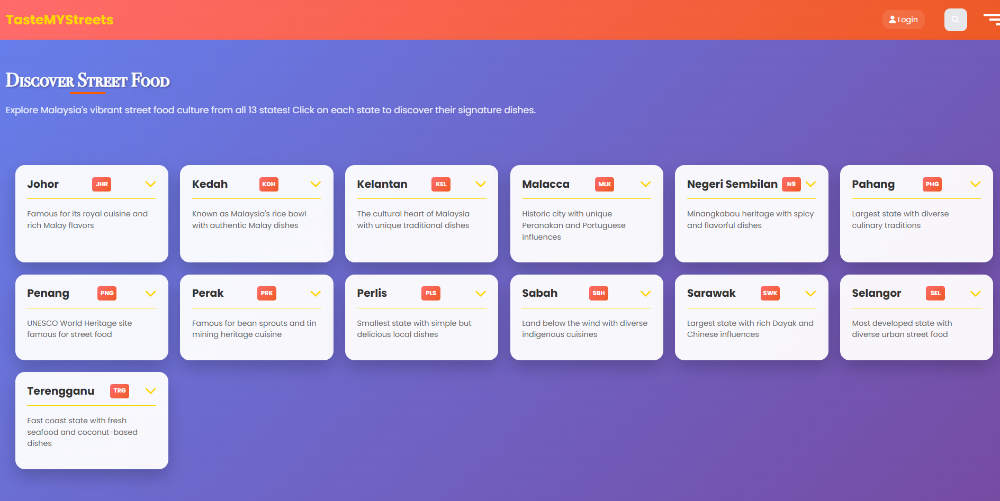 TasteMYStreets
Login
Discover Street Food
Explore Malaysia's vibrant street food culture from all 13 states! Click on each state to discover their signature dishes.
Johor JHR
Famous for its royal cuisine and
rich Malay flavors
Kedah KDH
Known as Malaysia's rice bowl
with authentic Malay dishes
Kelantan KEL
The cultural heart of Malaysia
with unique traditional dishes
Malacca MLK
Historic city with unique
Peranakan and Portuguese
influences
Negeri Sembilan N9
Minangkabau heritage with spicy
and flavorful dishes
Pahang PHG
Largest state with diverse
culinary traditions
Penang PNG
UNESCO World Heritage site
famous for street food
Perak PRK
Famous for bean sprouts and tin
mining heritage cuisine
Perlis PLS
Smallest state with simple but
delicious local dishes
Sabah SBH
Land below the wind with diverse
indigenous cuisines
Sarawak SWK
Largest state with rich Dayak and
Chinese influences
Selangor SEL
Most developed state with
diverse urban street food
Terengganu TRG
East coast state with fresh
seafood and coconut-based
dishes